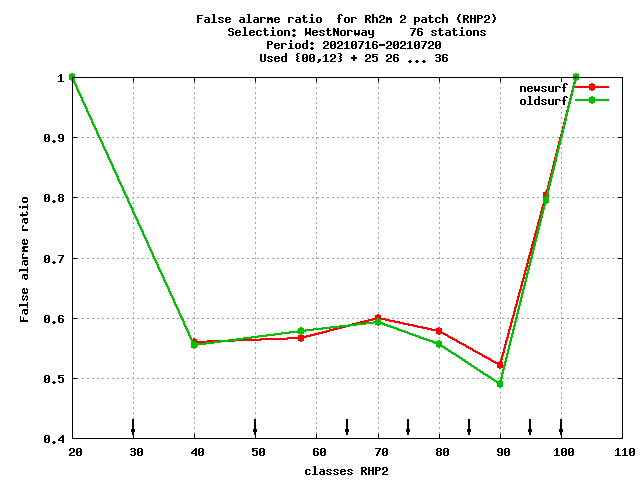 False alarme ratio  for Rh2m 2 patch (RHP2)
Selection: WestNorway     76 stations
Period: 20210716-20210720
Used {00,12} + 25 26 ... 36
newsurf
oldsurf
1
0.9
0.8
0.7
0.6
0.5
0.4
False alarme ratio
20 30 40 50 60 70 80 90 100 110
classes RHP2